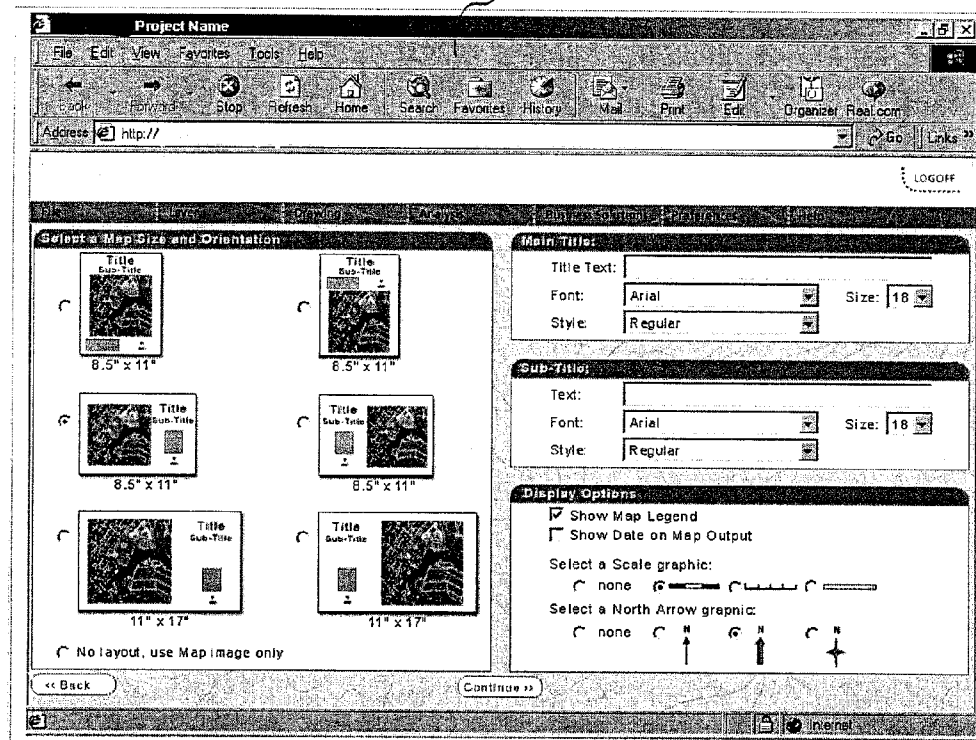 Project Name
File Edit View Favorites Tools Help
Back Forward Stop Refresh Home Search Favorites History Mail Print Edit Organizer Real.com
Address http:// Go Links »
LOGOFF
File Layers Drawing Analysis Business Solutions Preferences Help
Select a Map Size and Orientation
Title
Sub-Title
8.5" x 11"
Title
Sub-Title
8.5" x 11"
Title
Sub-Title
8.5" x 11"
Title
Sub-Title
8.5" x 11"
Title
Sub-Title
11" x 17"
Title
Sub-Title
11" x 17"
No layout, use Map image only
Main Title:
Title Text:
Font: Arial Size: 18
Style: Regular
Sub-Title:
Text:
Font: Arial Size: 18
Style: Regular
Display Options
Show Map Legend
Show Date on Map Output
Select a Scale graphic:
none
Select a North Arrow graphic:
none N N N
‹‹ Back
Continue ››
Internet